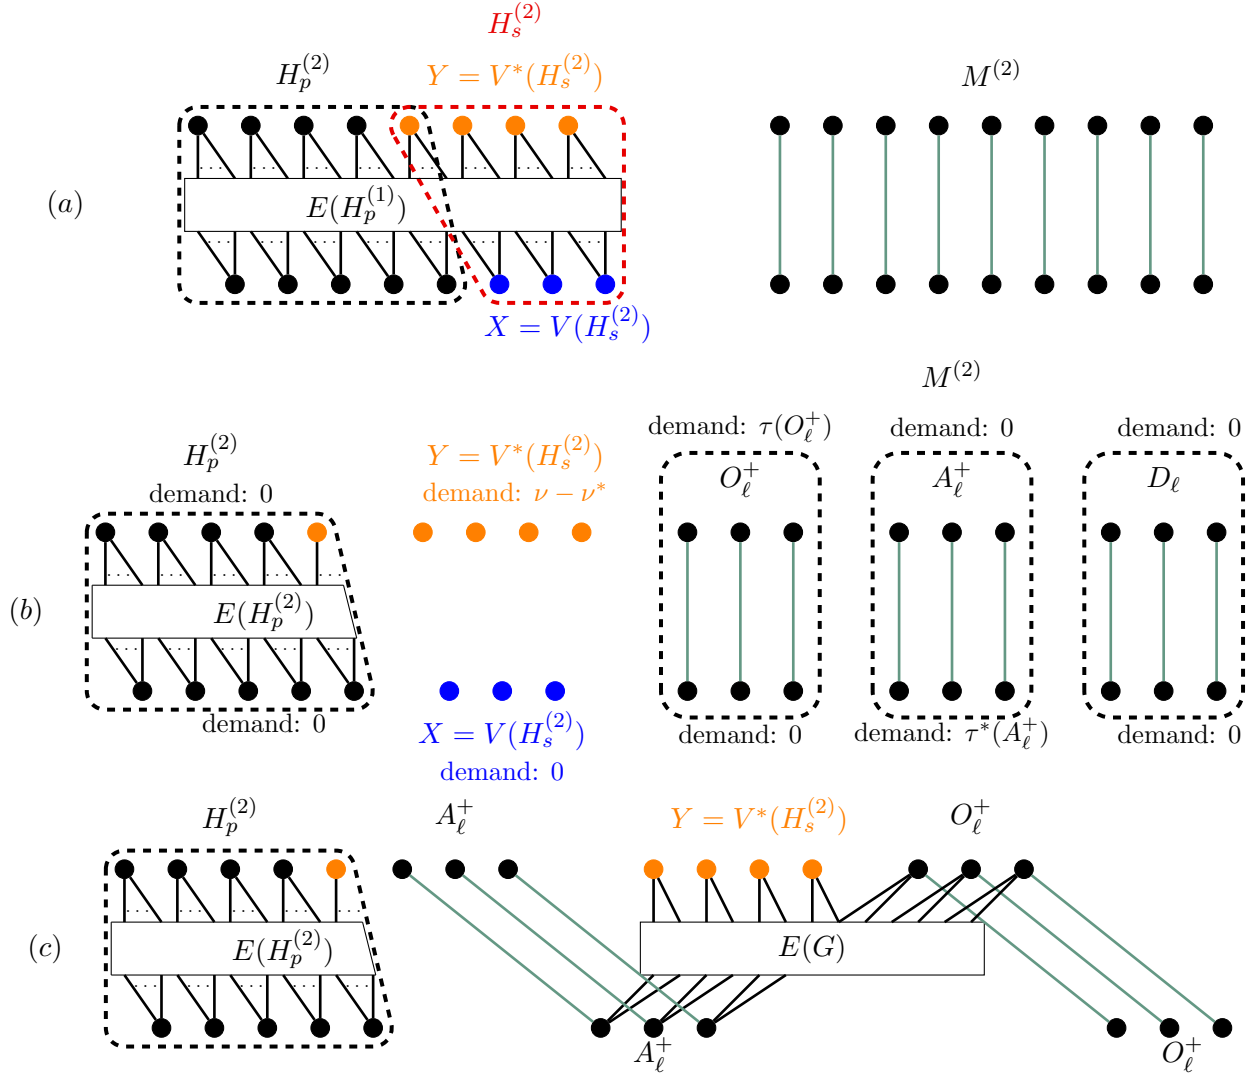 H_s^{(2)}
H_p^{(2)}
Y = V^*(H_s^{(2)})
M^{(2)}
(a)
E(H_p^{(1)})
X = V(H_s^{(2)})
M^{(2)}
demand: τ(O_ℓ^+)
demand: 0
demand: 0
H_p^{(2)}
Y = V^*(H_s^{(2)})
O_ℓ^+
A_ℓ^+
D_ℓ
demand: 0
demand: ν − ν^*
(b)
E(H_p^{(2)})
demand: 0
X = V(H_s^{(2)})
demand: 0
demand: τ^*(A_ℓ^+)
demand: 0
demand: 0
H_p^{(2)}
A_ℓ^+
Y = V^*(H_s^{(2)})
O_ℓ^+
(c)
E(H_p^{(2)})
E(G)
A_ℓ^+
O_ℓ^+